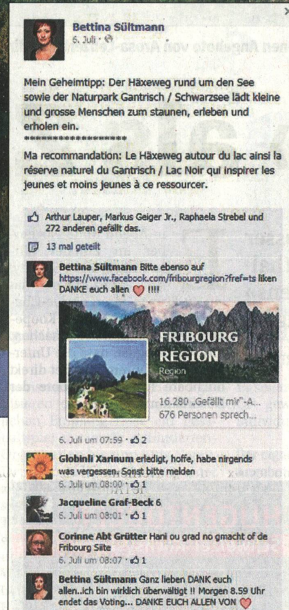 Bettina Sültmann
6. Juli ·
Mein Geheimtipp: Der Häxeweg rund um den See
sowie der Naturpark Gantrisch / Schwarzsee lädt kleine
und grosse Menschen zum staunen, erleben und
erholen ein.
******************
Ma recommandation: Le Häxeweg autour du lac ainsi la
réserve naturel du Gantrisch / Lac Noir qui inspirer les
jeunes et moins jeunes à ce ressourcer.
Arthur Lauper, Markus Geiger Jr., Raphaela Strebel und
272 anderen gefällt das.
13 mal geteilt
Bettina Sültmann Bitte ebenso auf
https://www.facebook.com/fribourgregion?fref=ts liken
DANKE euch allen ❤ !!!!
FRIBOURG
REGION
Region
16.280 „Gefällt mir“-A...
676 Personen sprech...
6. Juli um 07:59 · 2
Globinli Xarinum erledigt, hoffe, habe nirgends
was vergessen. Sonst bitte melden
6. Juli um 08:00 · 1
Jacqueline Graf-Beck 6
6. Juli um 08:01 · 1
Corinne Abt Grütter Hani ou grad no gmacht of de
Fribourg Siite
6. Juli um 08:07 · 1
Bettina Sültmann Ganz lieben DANK euch
allen..ich bin wirklich überwältigt !! Morgen 8.59 Uhr
endet das Voting... DANKE EUCH ALLEN VON ❤